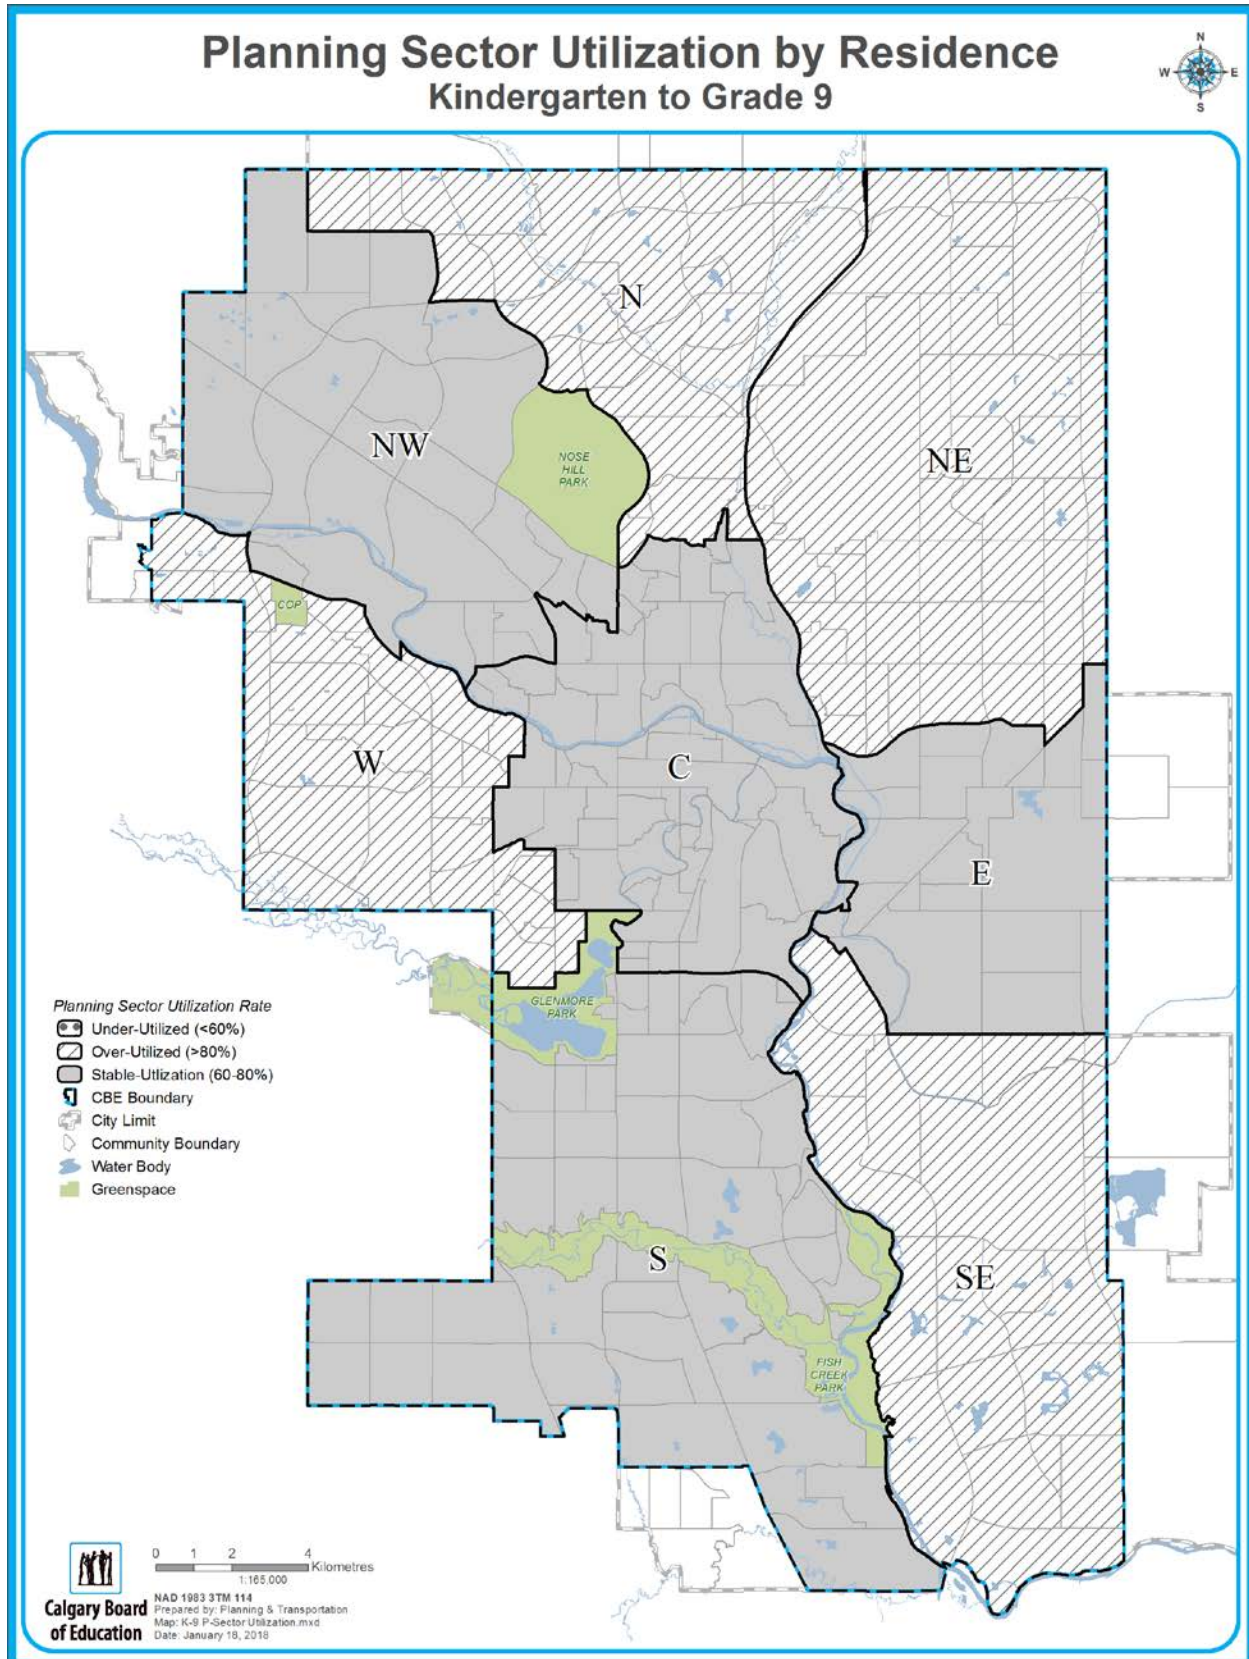 Planning Sector Utilization by Residence
Kindergarten to Grade 9
N
W E
S
N
NW
NOSE
HILL
PARK
NE
COP
W
C
E
GLENMORE
PARK
Planning Sector Utilization Rate
Under-Utilized (<60%)
Over-Utilized (>80%)
Stable-Utlization (60-80%)
CBE Boundary
City Limit
Community Boundary
Water Body
Greenspace
S
SE
FISH
CREEK
PARK
0 1 2 4
Kilometres
1:165,000
Calgary Board
of Education
NAD 1983 3TM 114
Prepared by: Planning & Transportation
Map: K-9 P-Sector Utilization.mxd
Date: January 18, 2018